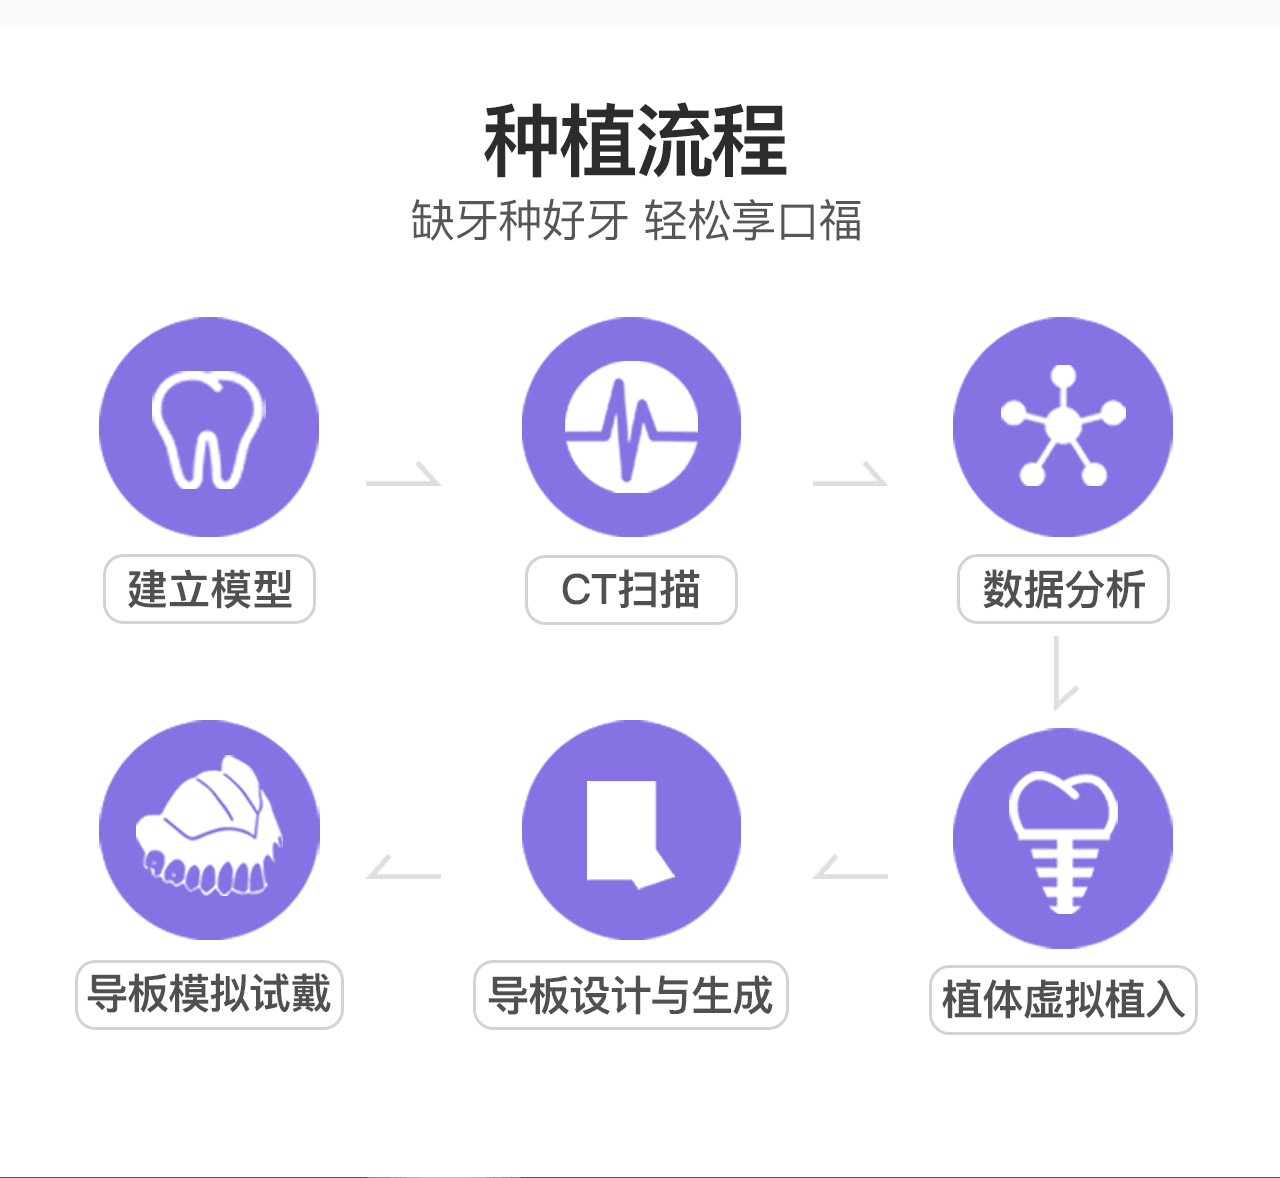 种植流程
缺牙种好牙 轻松享口福
建立模型
CT扫描
数据分析
导板模拟试戴
导板设计与生成
植体虚拟植入